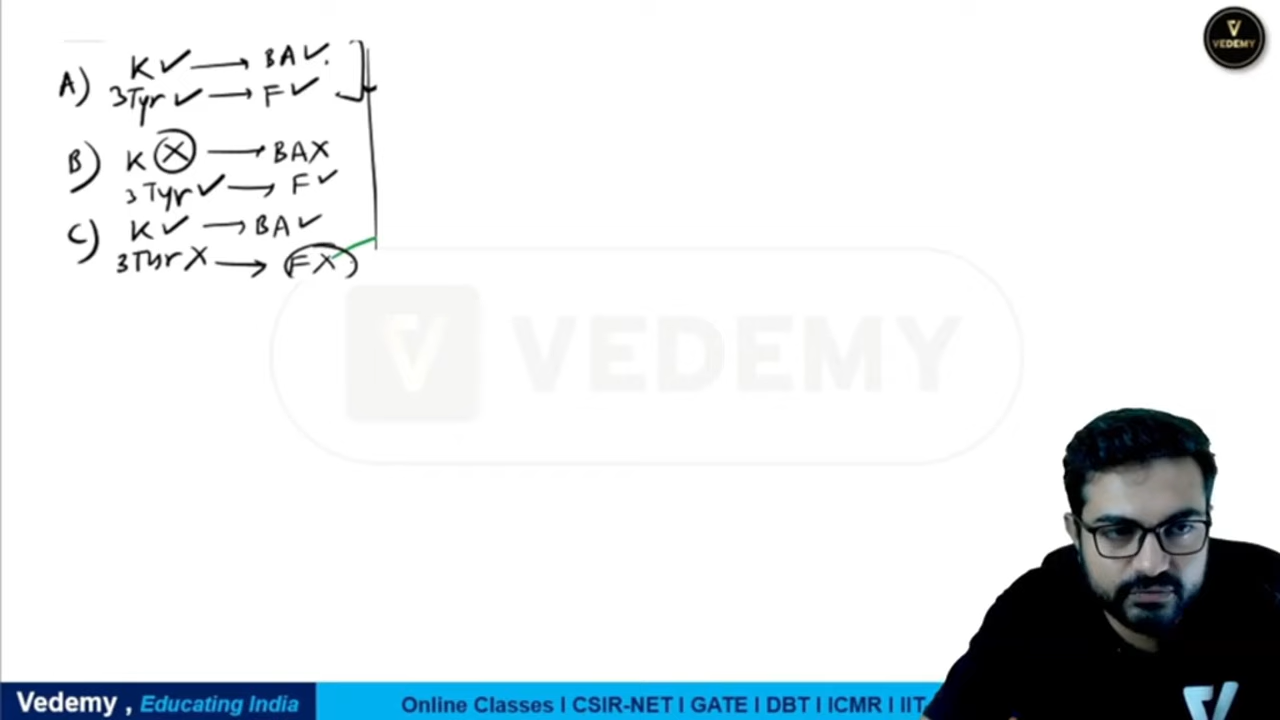 A) K ✓ → BA ✓.
3Tyr ✓ → F ✓
B) K X → BAX
3Tyr ✓ → F ✓
C) K ✓ → BA ✓
3Tyr X → FX
VEDEMY
VEDEMY
Vedemy , Educating India
Online Classes I CSIR-NET I GATE I DBT I ICMR I IIT